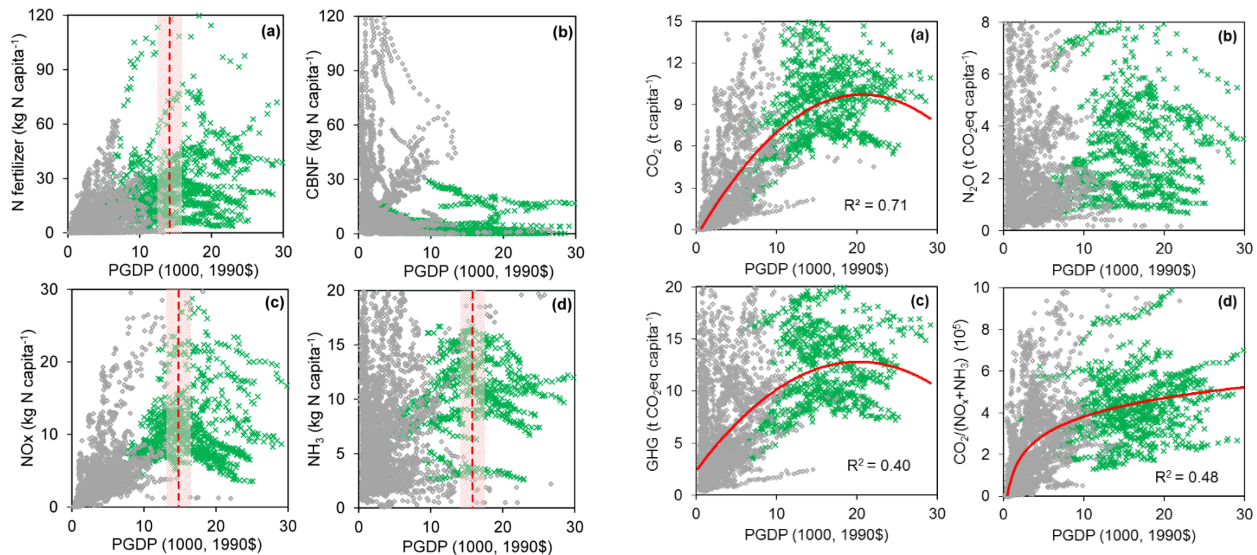 (a)
N fertilizer (kg N capita⁻¹)
120
90
60
30
0
0 10 20 30
PGDP (1000, 1990$)
(b)
CBNF (kg N capita⁻¹)
120
90
60
30
0
0 10 20 30
PGDP (1000, 1990$)
(c)
NOx (kg N capita⁻¹)
30
20
10
0
0 10 20 30
PGDP (1000, 1990$)
(d)
NH₃ (kg N capita⁻¹)
20
15
10
5
0
0 10 20 30
PGDP (1000, 1990$)
(a)
CO₂ (t capita⁻¹)
15
12
9
6
3
0
R² = 0.71
0 10 20 30
PGDP (1000, 1990$)
(b)
N₂O (t CO₂eq capita⁻¹)
8
6
4
2
0
0 10 20 30
PGDP (1000, 1990$)
(c)
GHG (t CO₂eq capita⁻¹)
20
15
10
5
0
R² = 0.40
0 10 20 30
PGDP (1000, 1990$)
(d)
CO₂/(NOₓ+NH₃) (10⁵)
10
8
6
4
2
0
R² = 0.48
0 10 20 30
PGDP (1000, 1990$)